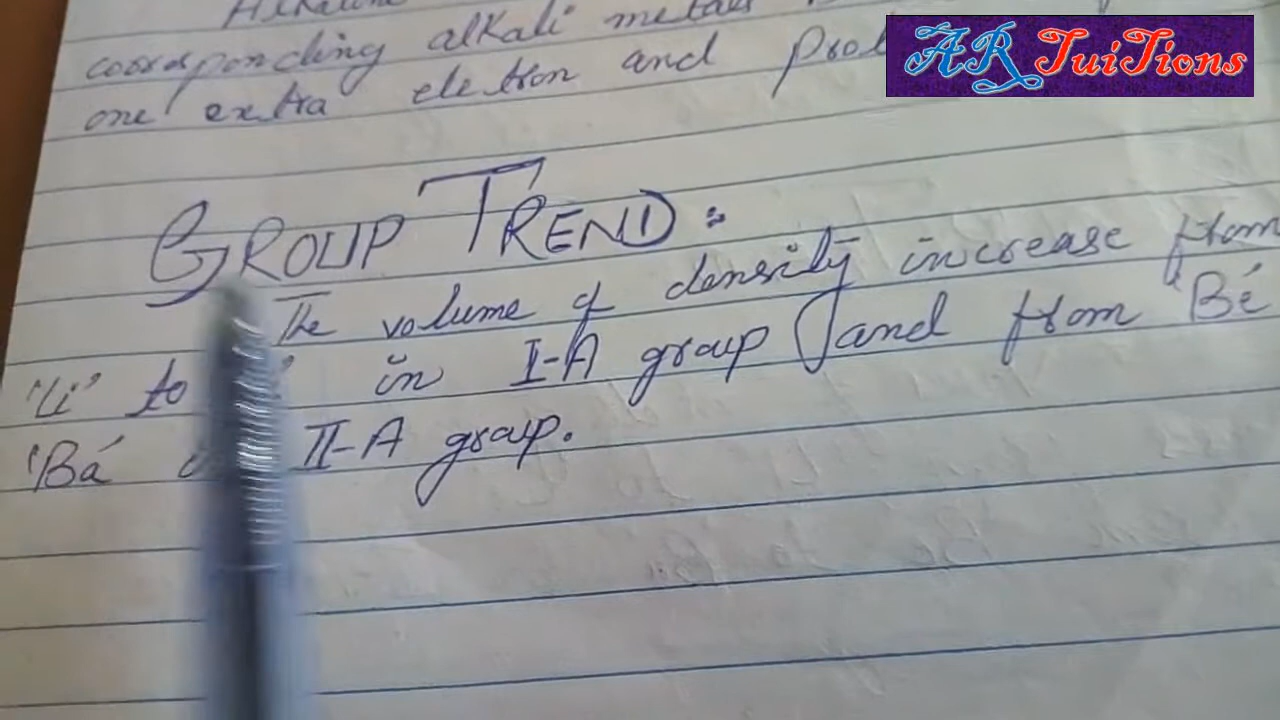 AR TuiTions
corresponding alkali metals
one extra eletron and
GROUP TREND:
The volume of density increase from
'Li' to in I-A group and from 'Be'
'Ba' II-A group.